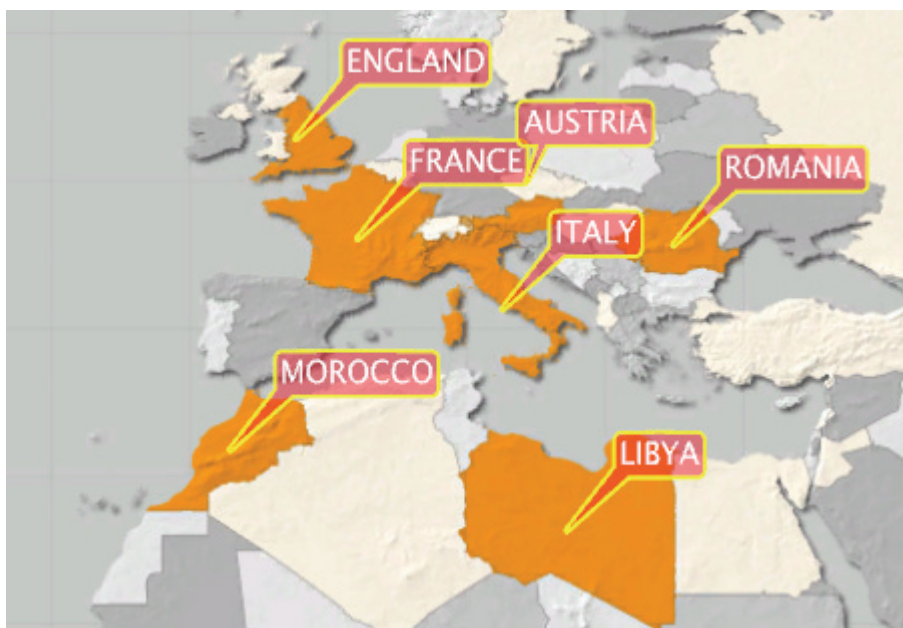 ENGLAND
AUSTRIA
FRANCE
ROMANIA
ITALY
MOROCCO
LIBYA